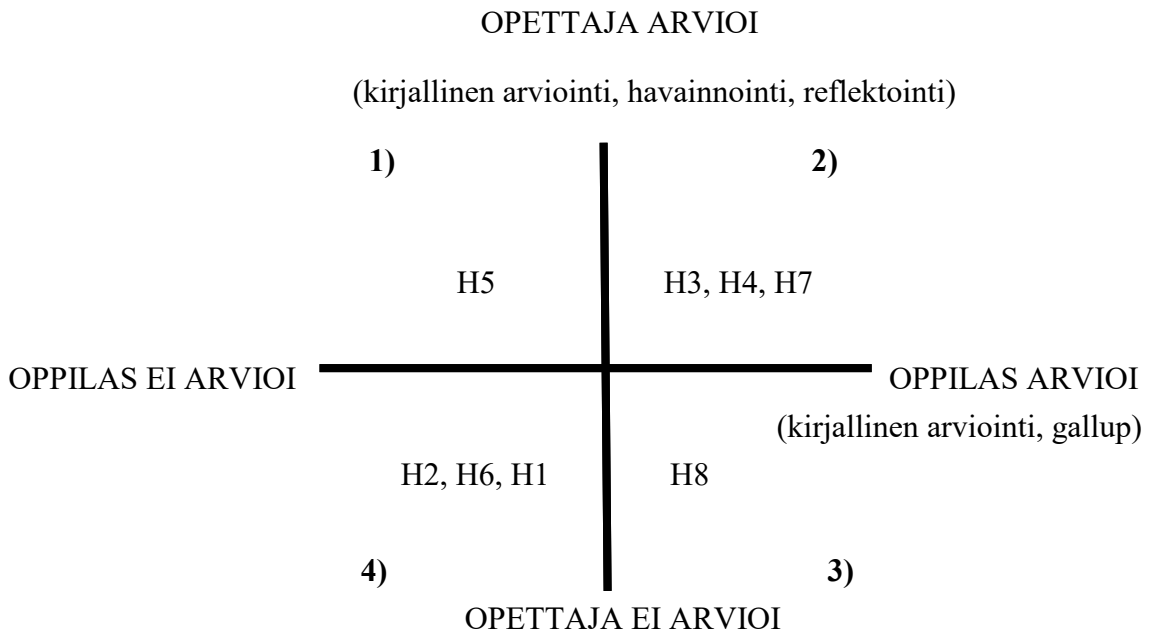 OPETTAJA ARVIOI
(kirjallinen arviointi, havainnointi, reflektointi)
1)
2)
H5
H3, H4, H7
OPPILAS EI ARVIOI
OPPILAS ARVIOI
(kirjallinen arviointi, gallup)
H2, H6, H1
H8
4)
3)
OPETTAJA EI ARVIOI